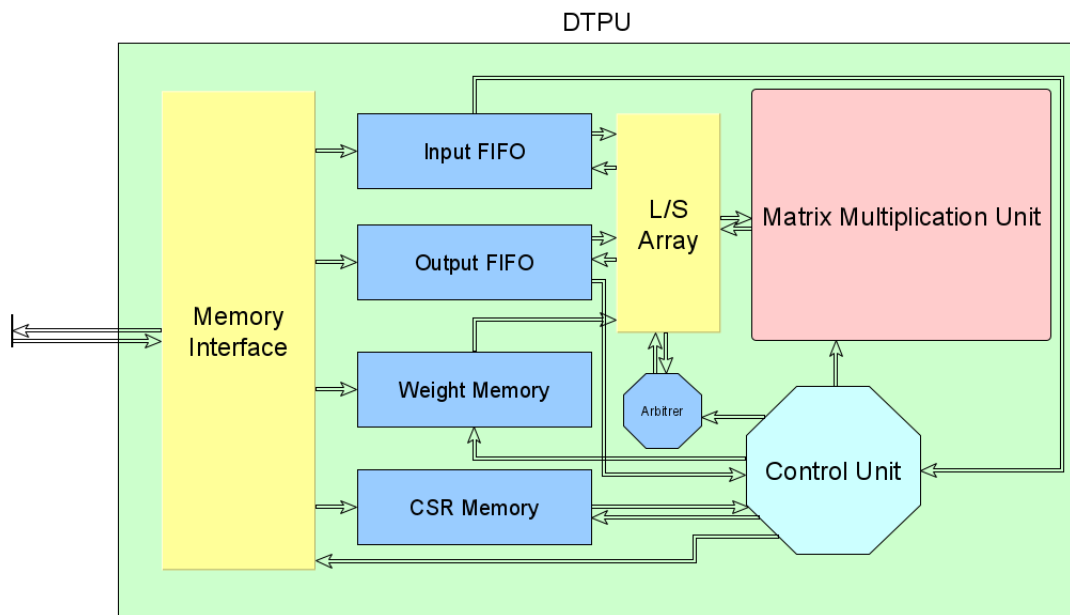 DTPU
Input FIFO
L/S
Array
Matrix Multiplication Unit
Output FIFO
Memory
Interface
Weight Memory
Arbitrer
Control Unit
CSR Memory